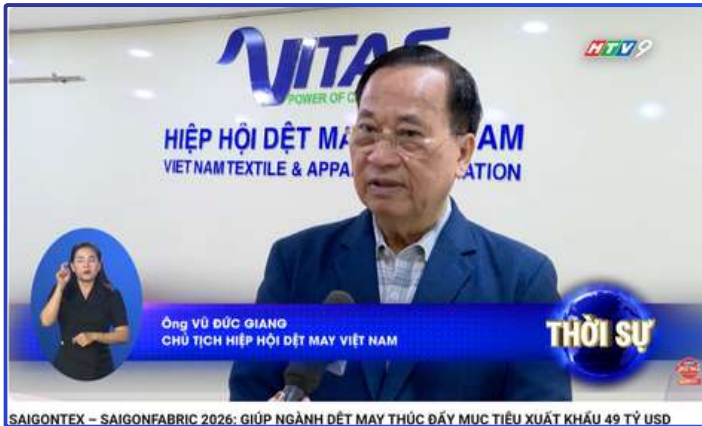 VITAS
HTV9
POWER OF C
HIỆP HỘI DỆT MA AM
VIET NAM TEXTILE & APPA ATION
Ông VŨ ĐỨC GIANG
CHỦ TỊCH HIỆP HỘI DỆT MAY VIỆT NAM
THỜI SỰ
SAIGONTEX – SAIGONFABRIC 2026: GIÚP NGÀNH DỆT MAY THÚC ĐẨY MỤC TIÊU XUẤT KHẨU 49 TỶ USD